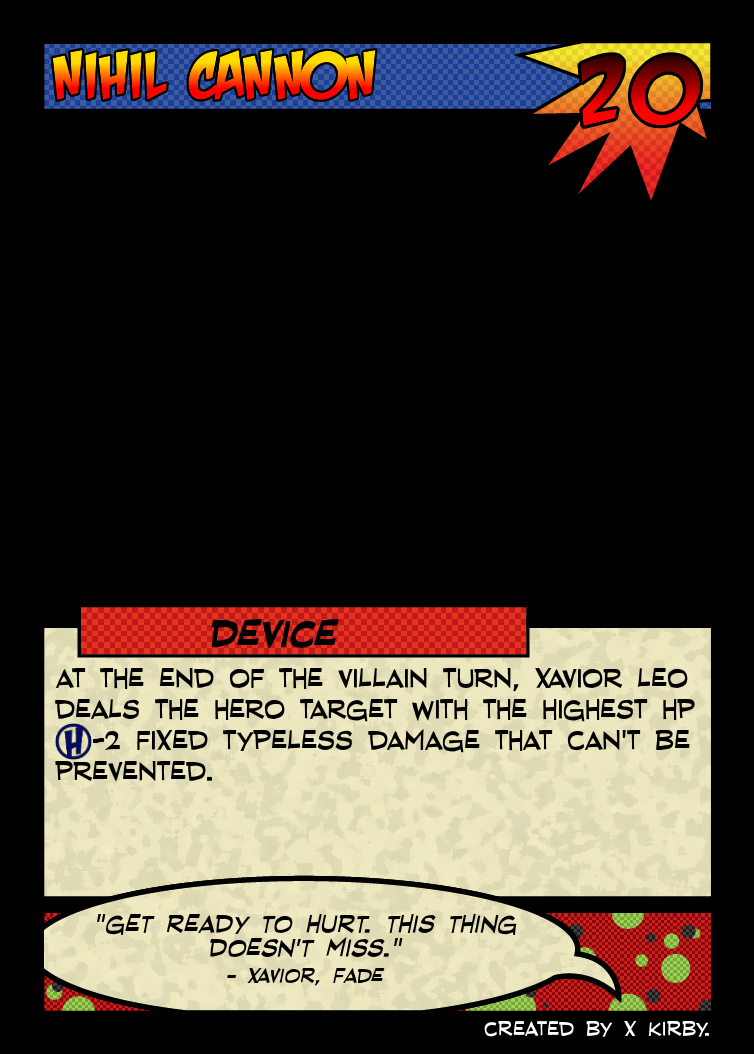 NIHIL CANNON
20
DEVICE
AT THE END OF THE VILLAIN TURN, XAVIOR LEO
DEALS THE HERO TARGET WITH THE HIGHEST HP
H-2 FIXED TYPELESS DAMAGE THAT CAN'T BE
PREVENTED.
"GET READY TO HURT. THIS THING
DOESN'T MISS."
- XAVIOR, FADE
CREATED BY X KIRBY.